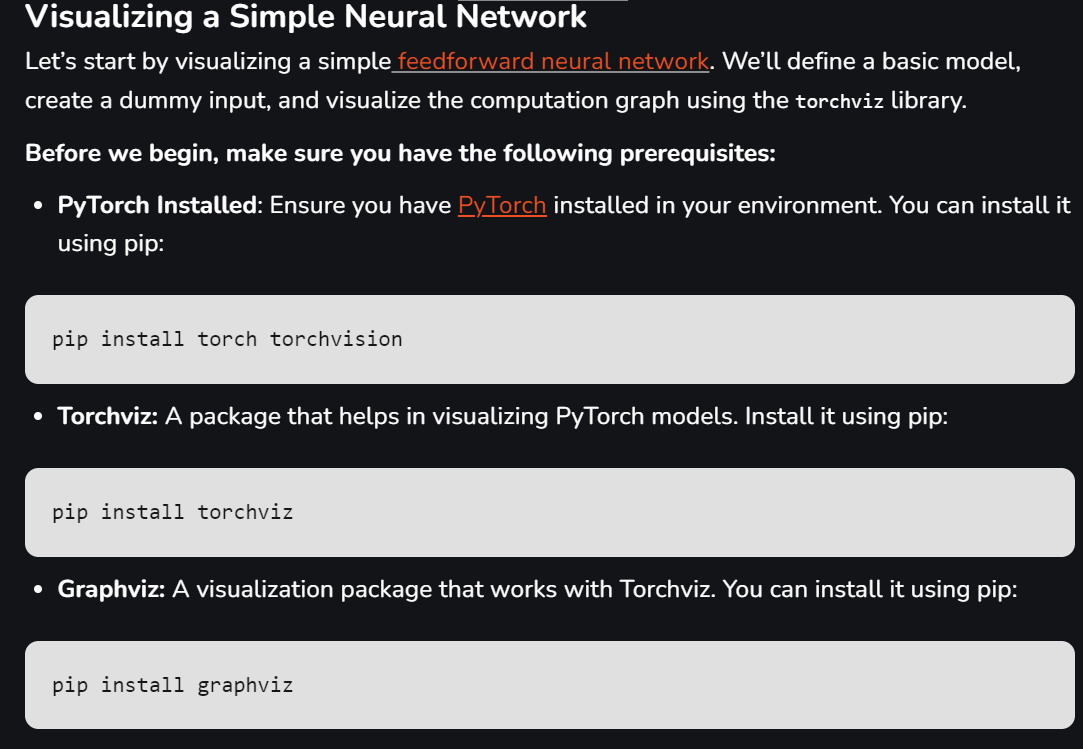 Visualizing a Simple Neural Network
Let’s start by visualizing a simple feedforward neural network. We’ll define a basic model,
create a dummy input, and visualize the computation graph using the torchviz library.
Before we begin, make sure you have the following prerequisites:
• PyTorch Installed: Ensure you have PyTorch installed in your environment. You can install it
using pip:
pip install torch torchvision
• Torchviz: A package that helps in visualizing PyTorch models. Install it using pip:
pip install torchviz
• Graphviz: A visualization package that works with Torchviz. You can install it using pip:
pip install graphviz